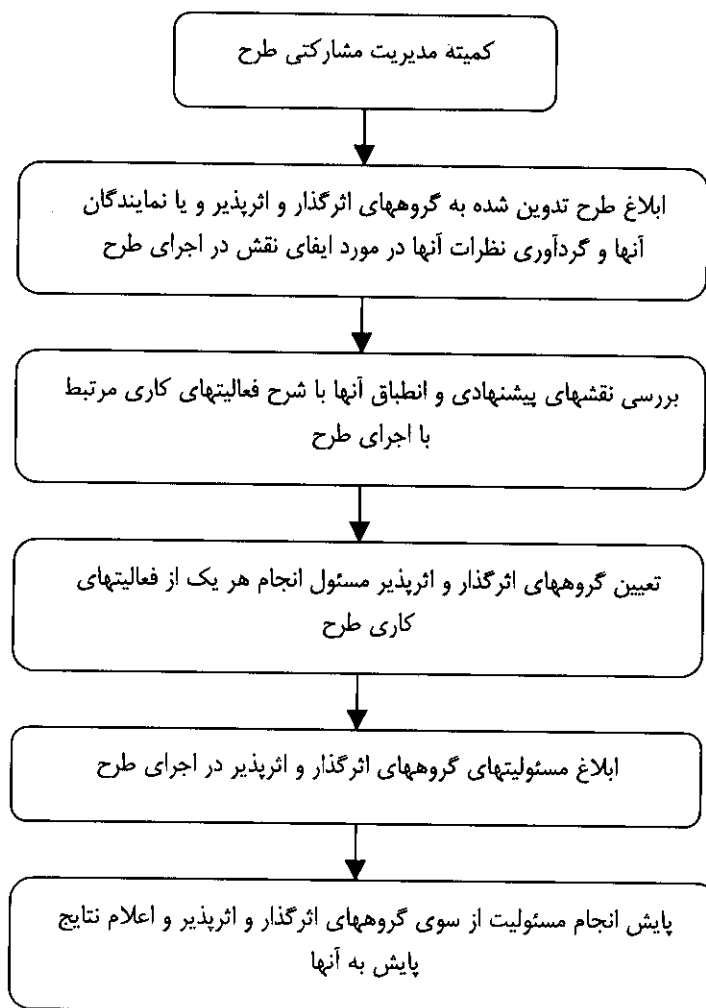 کمیته مدیریت مشارکتی طرح
ابلاغ طرح تدوین شده به گروههای اثرگذار و اثرپذیر و یا نمایندگان
آنها و گردآوری نظرات آنها در مورد ایفای نقش در اجرای طرح
بررسی نقشهای پیشنهادی و انطباق آنها با شرح فعالیتهای کاری مرتبط
با اجرای طرح
تعیین گروههای اثرگذار و اثرپذیر مسئول انجام هر یک از فعالیتهای
کاری طرح
ابلاغ مسئولیتهای گروههای اثرگذار و اثرپذیر در اجرای طرح
پایش انجام مسئولیت از سوی گروههای اثرگذار و اثرپذیر و اعلام نتایج
پایش به آنها